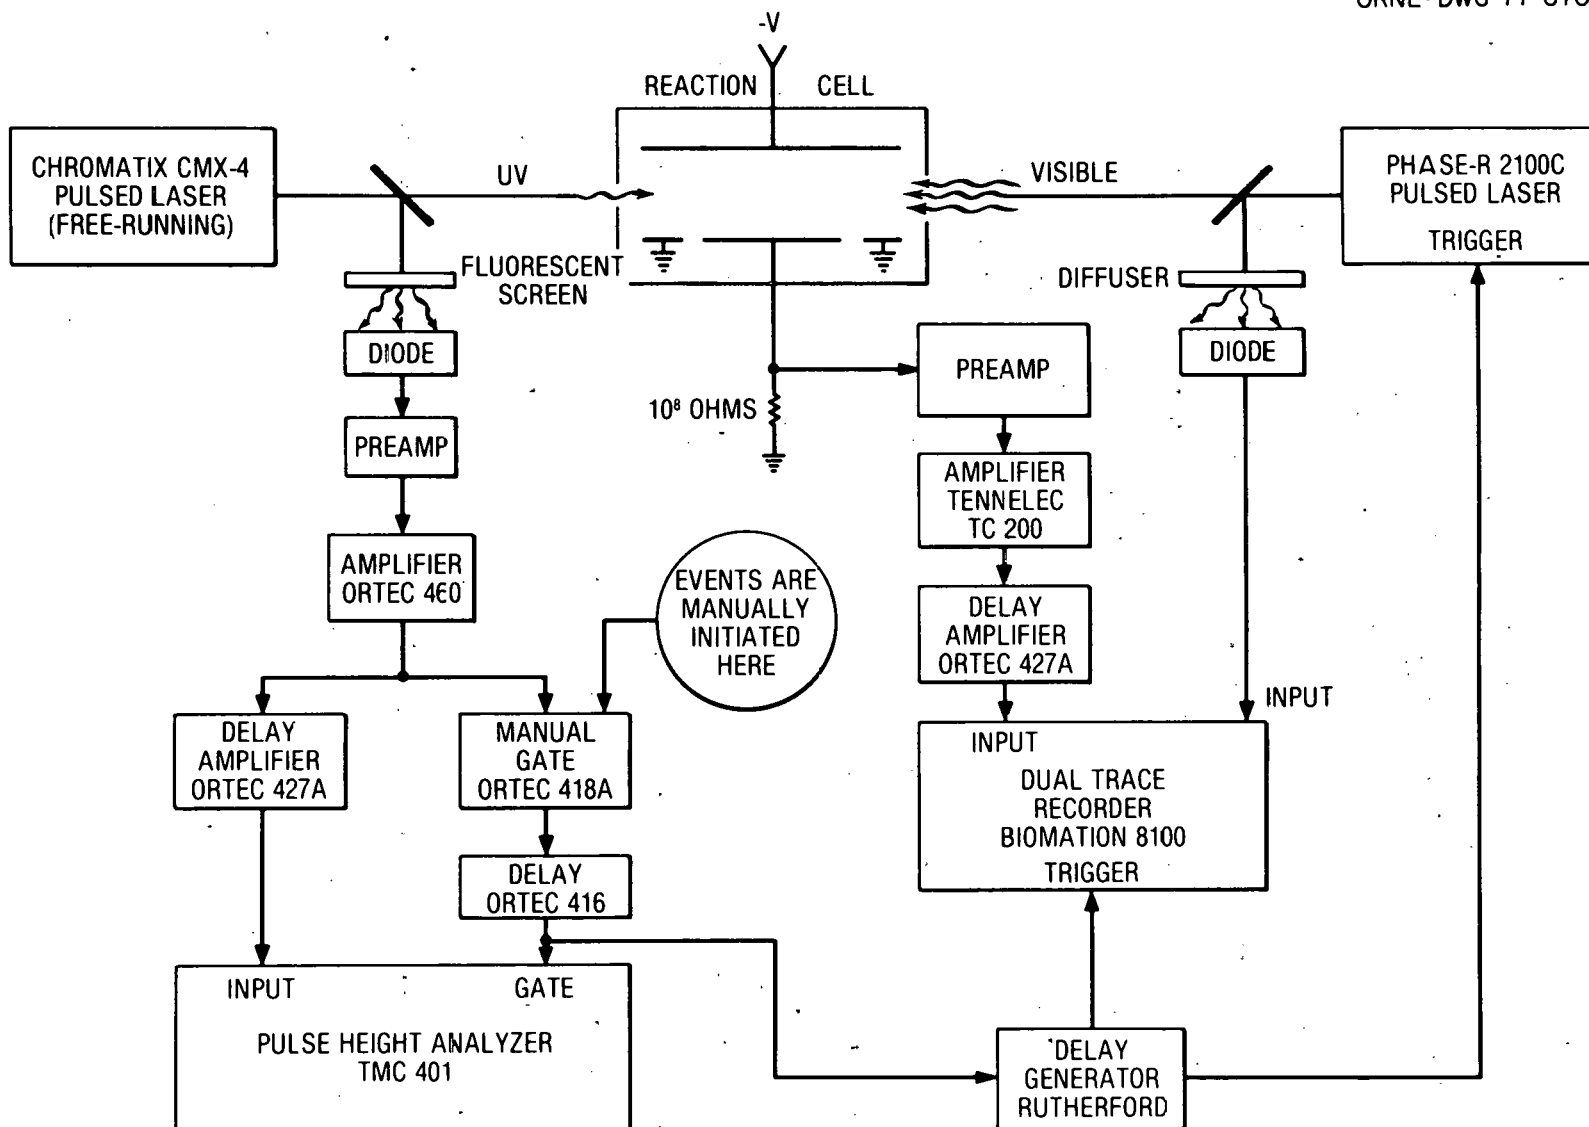 -V
REACTION CELL
CHROMATIX CMX-4
PULSED LASER
(FREE-RUNNING)
UV
VISIBLE
PHASE-R 2100C
PULSED LASER
TRIGGER
FLUORESCENT
SCREEN
DIFFUSER
DIODE
DIODE
PREAMP
10⁸ OHMS
PREAMP
AMPLIFIER
ORTEC 460
AMPLIFIER
TENNELEC
TC 200
EVENTS ARE
MANUALLY
INITIATED
HERE
DELAY
AMPLIFIER
ORTEC 427A
DELAY
AMPLIFIER
ORTEC 427A
MANUAL
GATE
ORTEC 418A
INPUT
INPUT
DUAL TRACE
RECORDER
BIOMATION 8100
TRIGGER
DELAY
ORTEC 416
INPUT
GATE
PULSE HEIGHT ANALYZER
TMC 401
DELAY
GENERATOR
RUTHERFORD